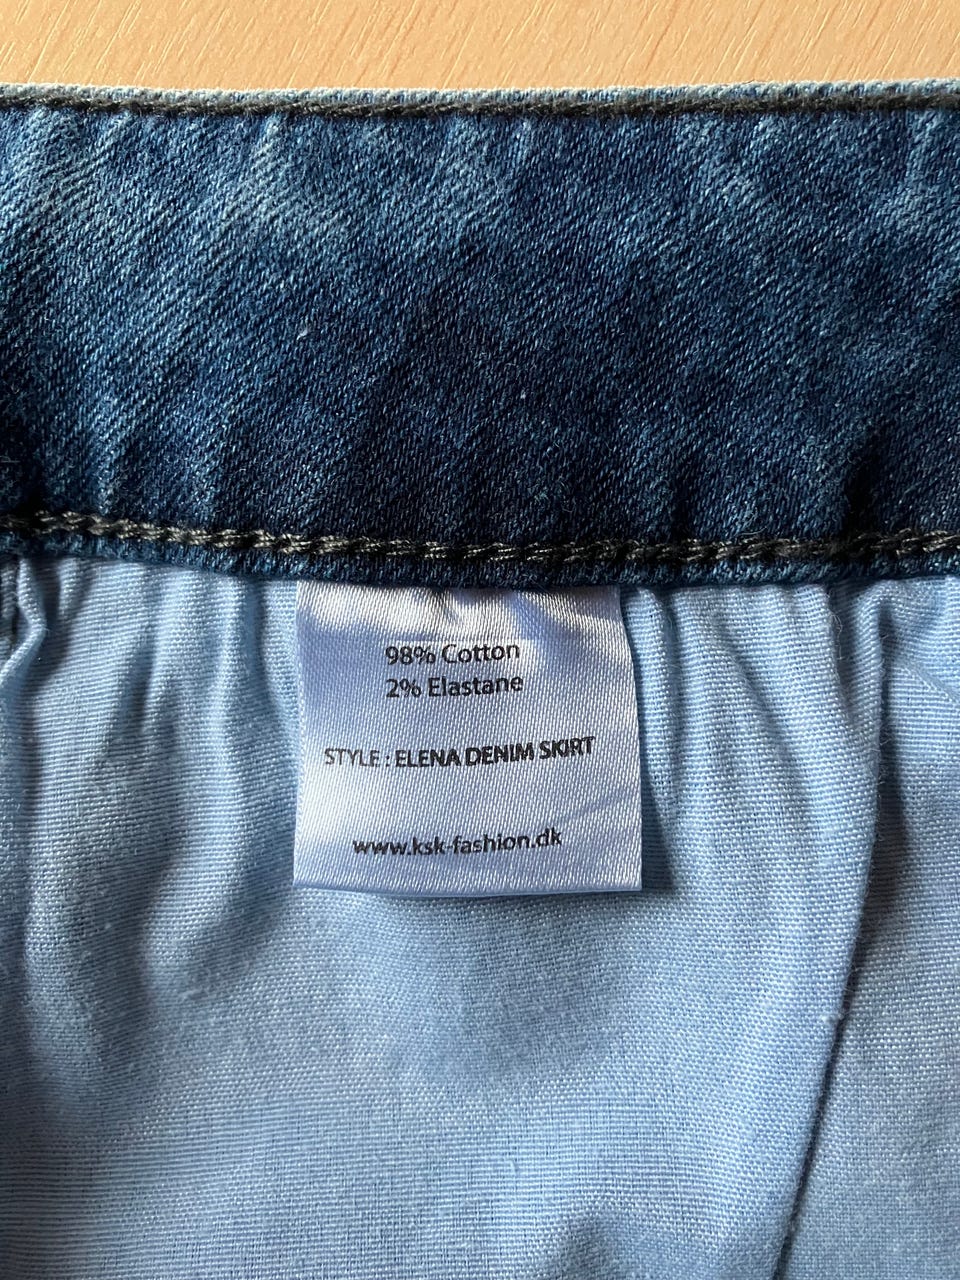 98% Cotton
2% Elastane
STYLE : ELENA DENIM SKIRT
www.ksk-fashion.dk